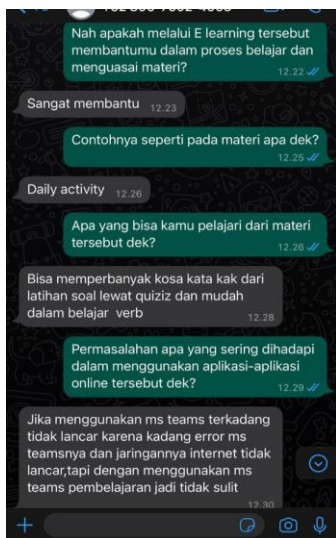 Nah apakah melalui E learning tersebut
membantumu dalam proses belajar dan
menguasai materi?
12.22
Sangat membantu 12.23
Contohnya seperti pada materi apa dek?
12.25
Daily activity 12.26
Apa yang bisa kamu pelajari dari materi
tersebut dek?
12.26
Bisa memperbanyak kosa kata kak dari
latihan soal lewat quiziz dan mudah
dalam belajar verb
12.28
Permasalahan apa yang sering dihadapi
dalam menggunakan aplikasi-aplikasi
online tersebut dek?
12.29
Jika menggunakan ms teams terkadang
tidak lancar karena kadang error ms
teamsnya dan jaringannya internet tidak
lancar,tapi dengan menggunakan ms
teams pembelajaran jadi tidak sulit
12.30